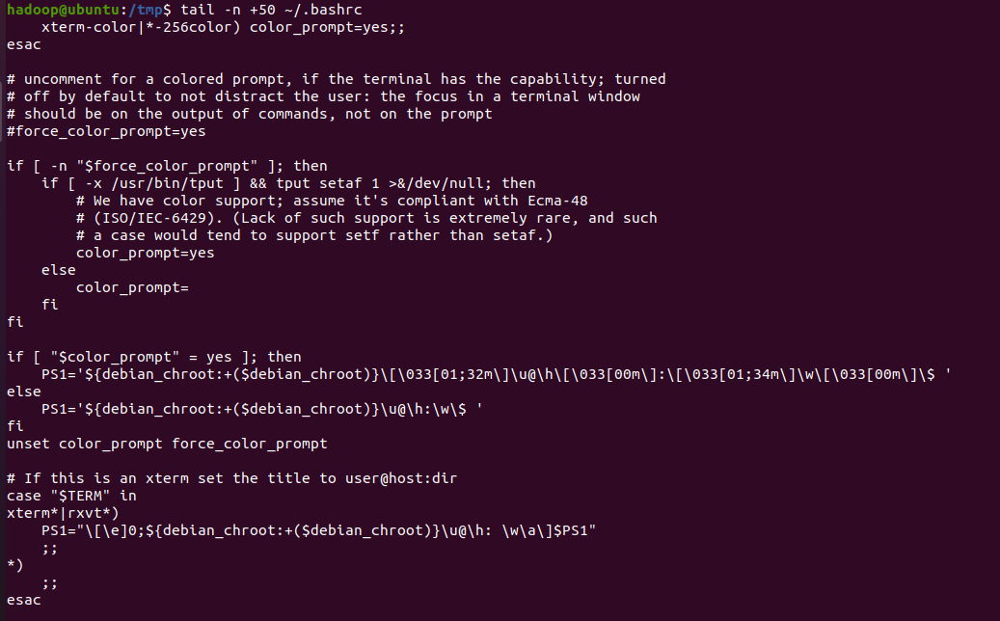 hadoop@ubuntu:/tmp$ tail -n +50 ~/.bashrc
    xterm-color|*-256color) color_prompt=yes;;
esac

# uncomment for a colored prompt, if the terminal has the capability; turned
# off by default to not distract the user: the focus in a terminal window
# should be on the output of commands, not on the prompt
#force_color_prompt=yes

if [ -n "$force_color_prompt" ]; then
    if [ -x /usr/bin/tput ] && tput setaf 1 >&/dev/null; then
        # We have color support; assume it's compliant with Ecma-48
        # (ISO/IEC-6429). (Lack of such support is extremely rare, and such
        # a case would tend to support setf rather than setaf.)
        color_prompt=yes
    else
        color_prompt=
    fi
fi

if [ "$color_prompt" = yes ]; then
    PS1='${debian_chroot:+($debian_chroot)}\[\033[01;32m\]\u@\h\[\033[00m\]:\[\033[01;34m\]\w\[\033[00m\]\$ '
else
    PS1='${debian_chroot:+($debian_chroot)}\u@\h:\w\$ '
fi
unset color_prompt force_color_prompt

# If this is an xterm set the title to user@host:dir
case "$TERM" in
xterm*|rxvt*)
    PS1="\[\e]0;${debian_chroot:+($debian_chroot)}\u@\h: \w\a\]$PS1"
    ;;
*)
    ;;
esac